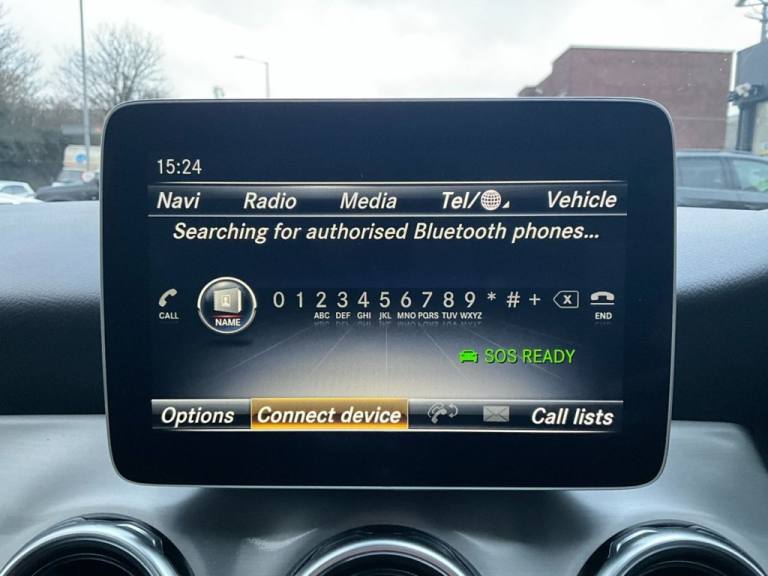 15:24
Navi Radio Media Tel/ Vehicle
Searching for authorised Bluetooth phones...
0 1 2 3 4 5 6 7 8 9 * # +
CALL NAME ABC DEF GHI JKL MNO PQRS TUV WXYZ END
SOS READY
Options Connect device Call lists